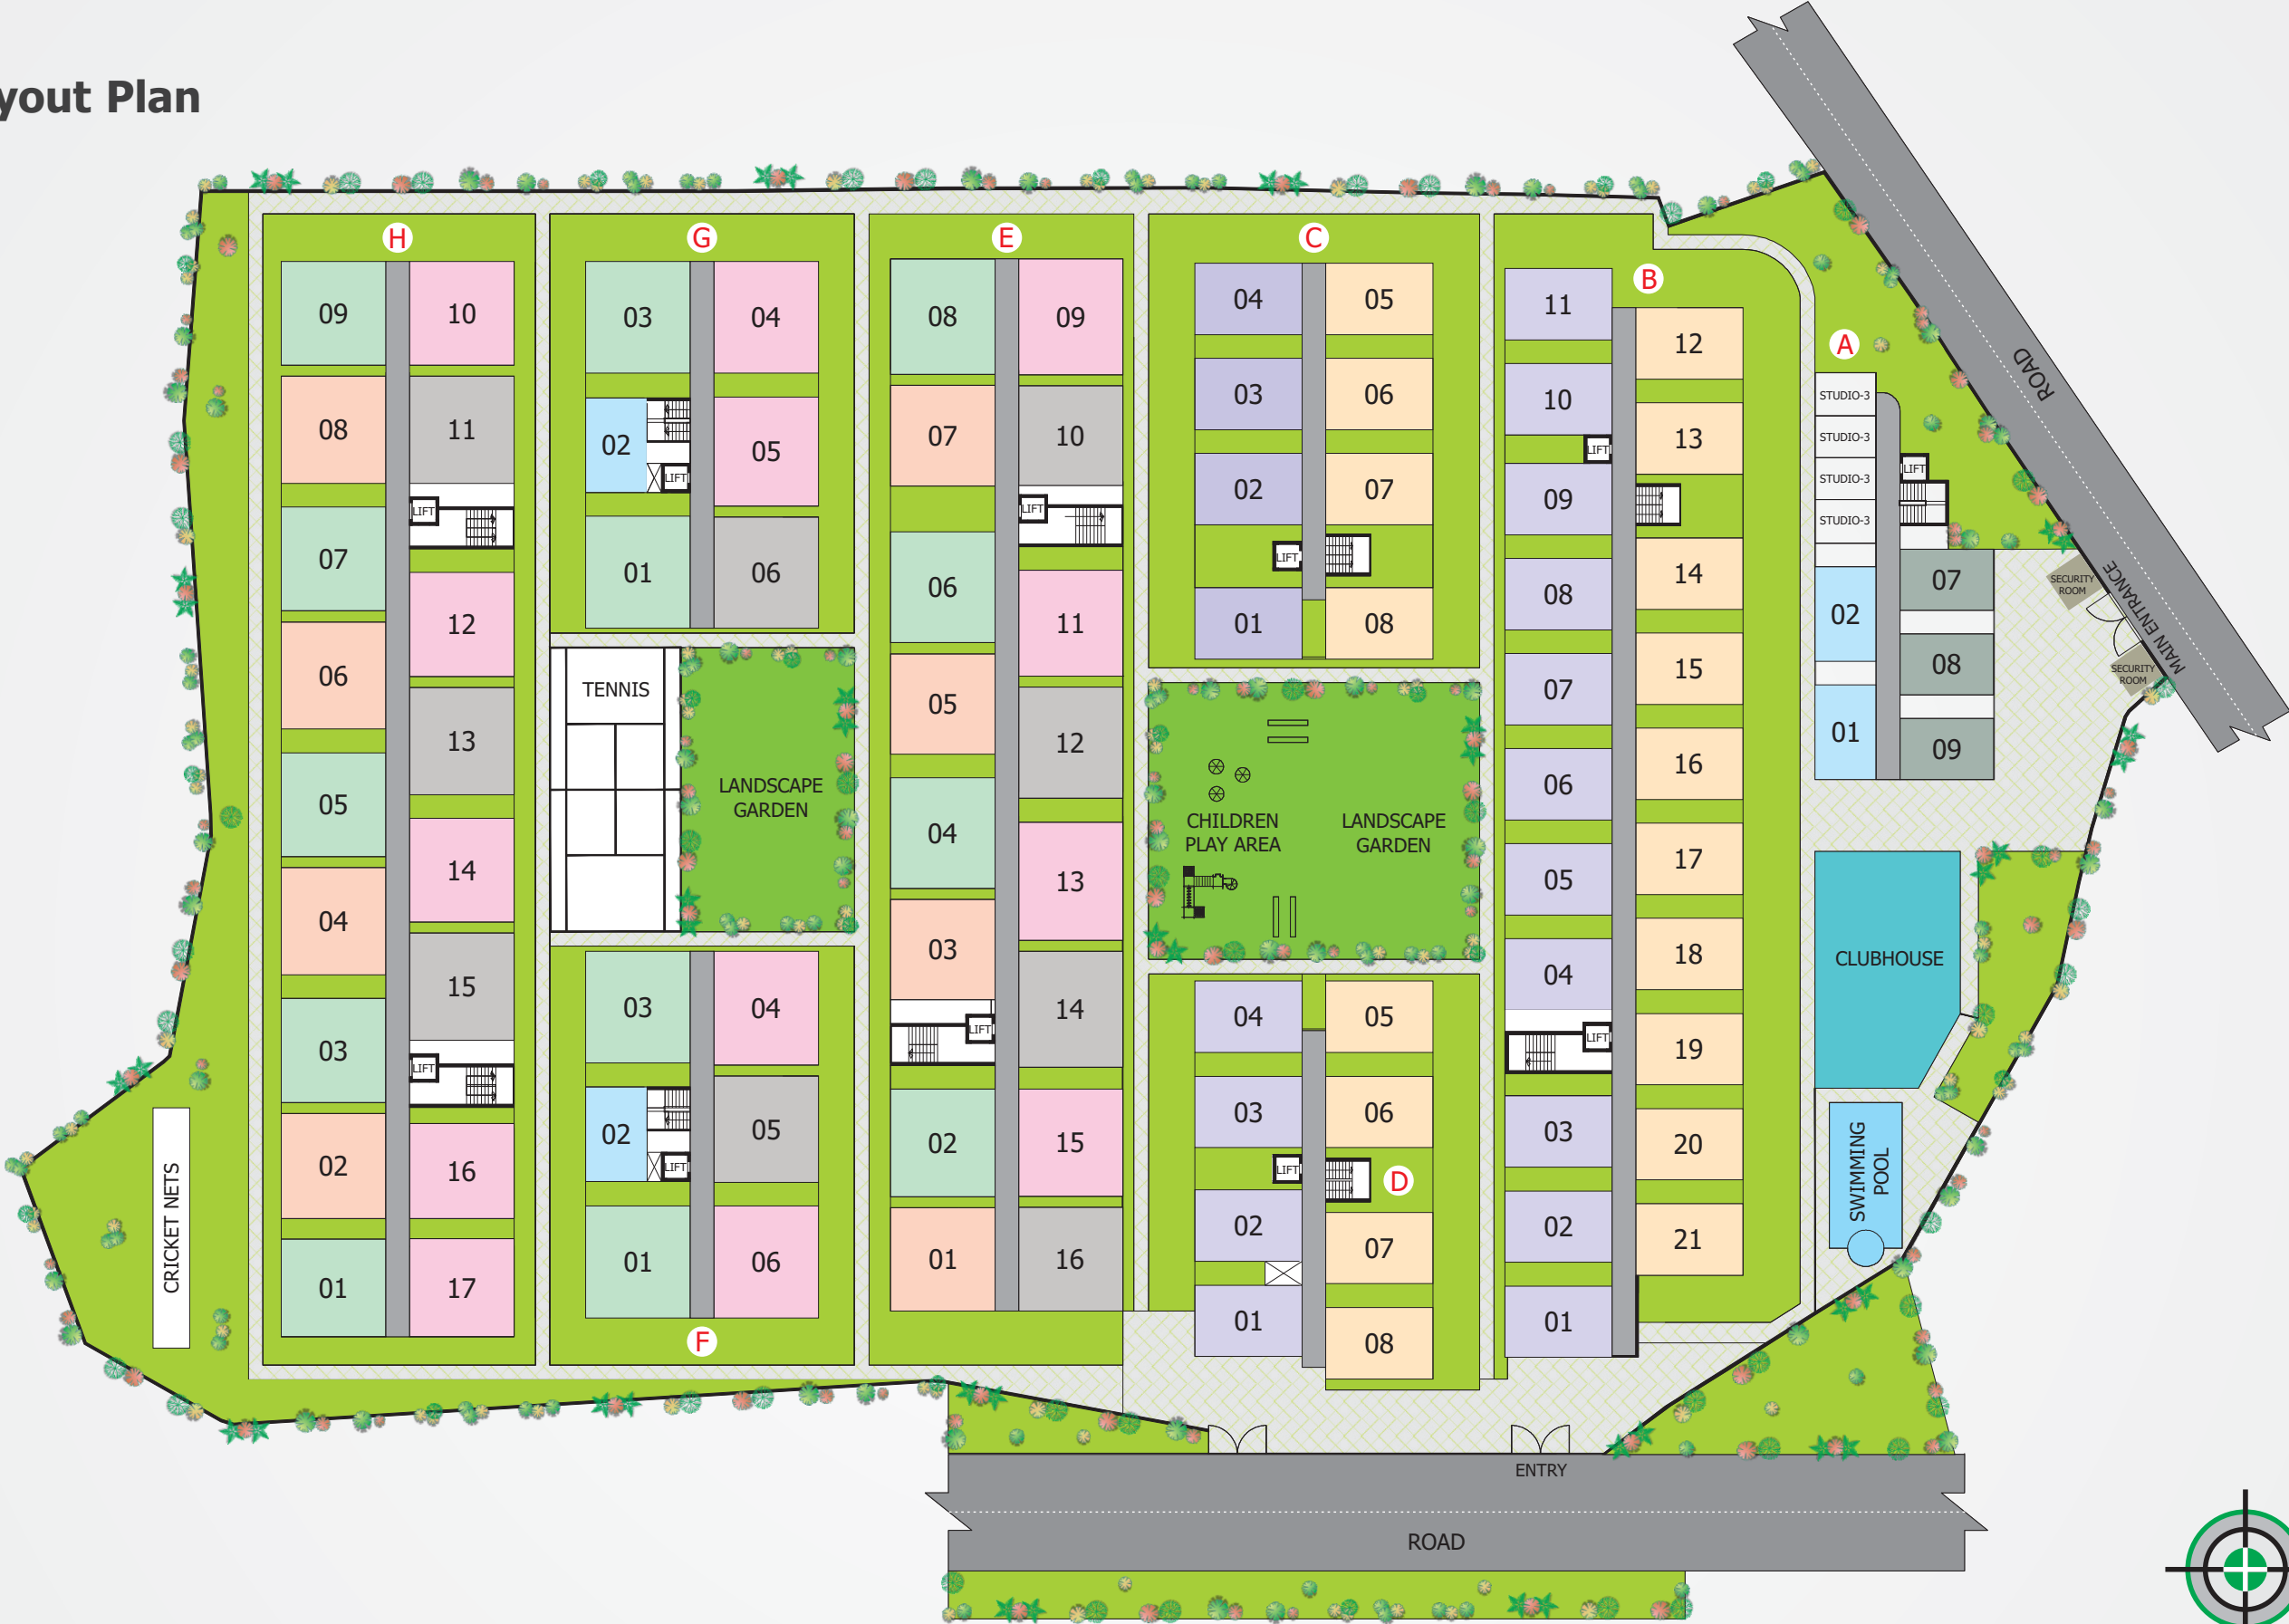 yout Plan
H
09
10
08
11
LIFT
07
12
06
13
05
14
04
15
03
LIFT
02
16
01
17
CRICKET NETS
G
03
04
02
LIFT
05
01
06
TENNIS
LANDSCAPE
GARDEN
03
04
02
LIFT
05
01
06
F
E
08
09
07
10
LIFT
06
11
05
12
04
13
03
LIFT
14
02
15
01
16
C
04
05
03
06
02
07
LIFT
01
08
CHILDREN
PLAY AREA
LANDSCAPE
GARDEN
04
05
03
06
LIFT
D
02
07
01
08
B
11
12
10
LIFT
13
09
08
14
07
15
06
16
05
17
04
18
LIFT
19
03
20
02
21
01
A
STUDIO-3
STUDIO-3
STUDIO-3
STUDIO-3
LIFT
02
07
08
01
09
ROAD
MAIN ENTRANCE
SECURITY
ROOM
SECURITY
ROOM
CLUBHOUSE
SWIMMING
POOL
ENTRY
ROAD